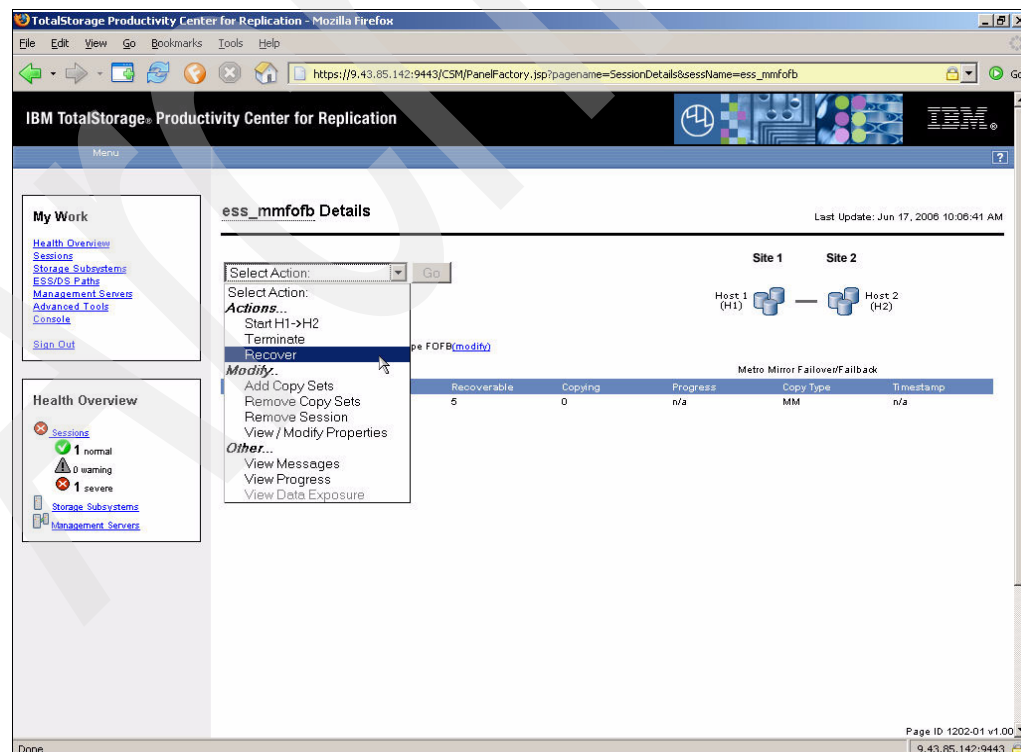 TotalStorage Productivity Center for Replication - Mozilla Firefox
File Edit View Go Bookmarks Tools Help
https://9.43.85.142:9443/CSM/PanelFactory.jsp?pagename=SessionDetails&sessName=ess_mmfofb
IBM TotalStorage® Productivity Center for Replication
IBM®
Menu
?
My Work
Health Overview
Sessions
Storage Subsystems
ESS/DS Paths
Management Servers
Advanced Tools
Console
Sign Out
Health Overview
Sessions
1 normal
0 warning
1 severe
Storage Subsystems
Management Servers
ess_mmfofb Details
Last Update: Jun 17, 2006 10:06:41 AM
Select Action: Go
Select Action:
Actions...
Start H1->H2
Terminate
Recover
Modify..
Add Copy Sets
Remove Copy Sets
Remove Session
View / Modify Properties
Other...
View Messages
View Progress
View Data Exposure
Site 1 Site 2
Host 1 (H1) Host 2 (H2)
FOFB(modify)
Metro Mirror Failover/Failback
Recoverable Copying Progress Copy Type Timestamp
5 0 n/a MM n/a
Page ID 1202-01 v1.00
Done
9.43.85.142:9443